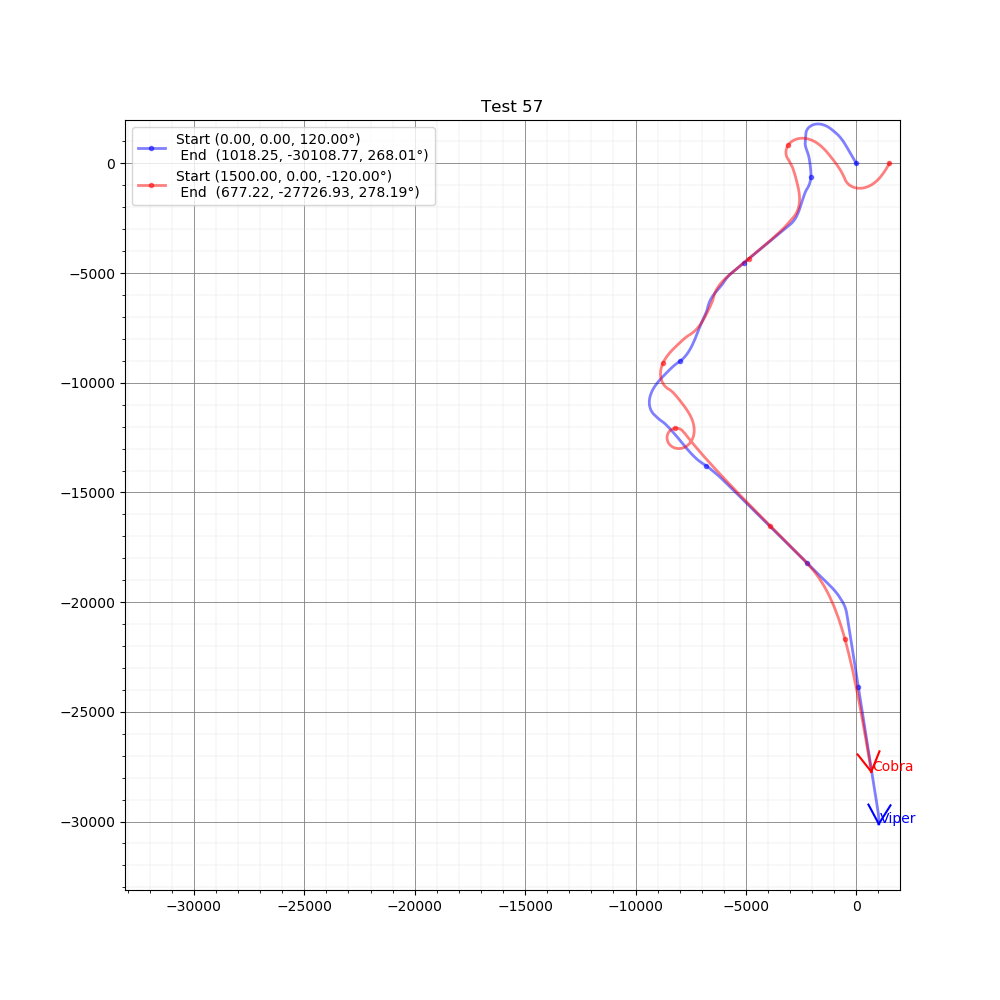 Test 57
Start (0.00, 0.00, 120.00°)
End  (1018.25, -30108.77, 268.01°)
Start (1500.00, 0.00, -120.00°)
End  (677.22, -27726.93, 278.19°)
0
−5000
−10000
−15000
−20000
−25000
−30000
Cobra
Viper
−30000 −25000 −20000 −15000 −10000 −5000 0